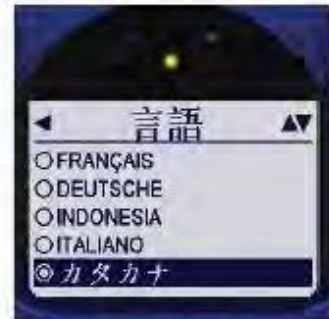 言語
FRANÇAIS
DEUTSCHE
INDONESIA
ITALIANO
カタカナ